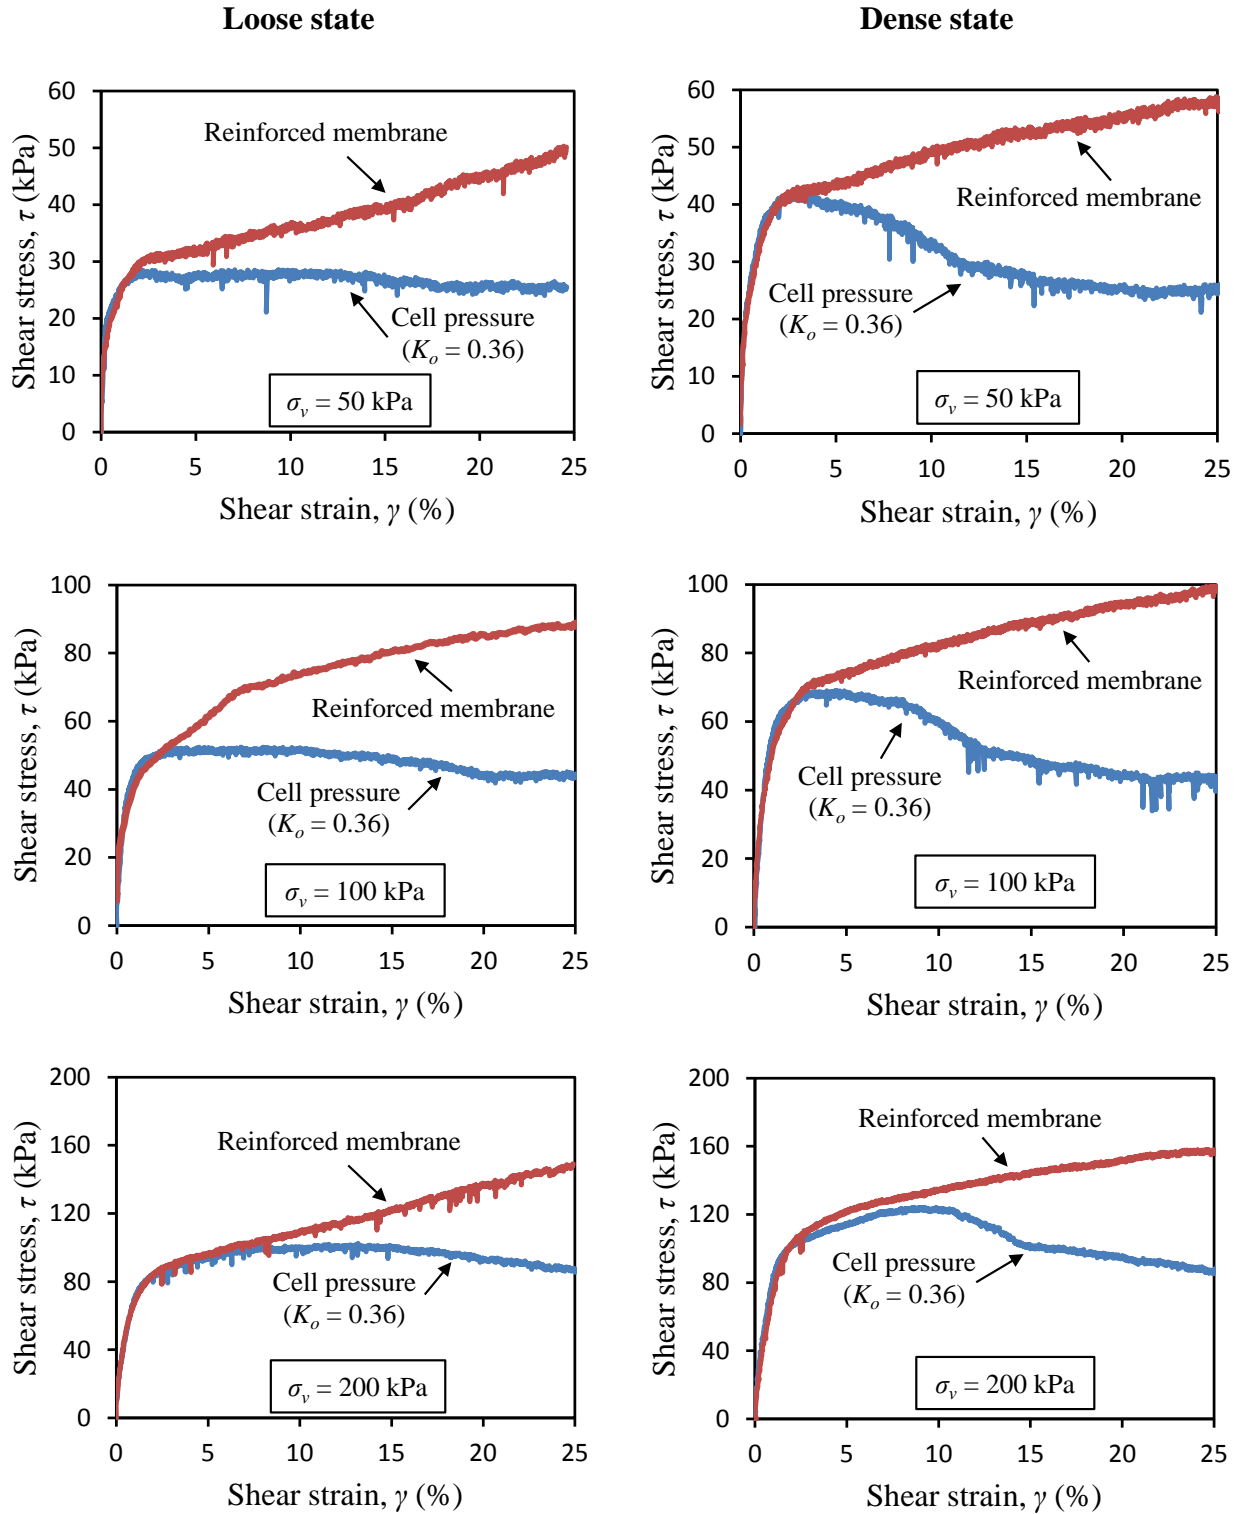 Loose state
Dense state
60
50
40
30
20
10
0
Shear stress, τ (kPa)
Reinforced membrane
Cell pressure
(Kₒ = 0.36)
σᵥ = 50 kPa
0 5 10 15 20 25
Shear strain, γ (%)
60
50
40
30
20
10
0
Shear stress, τ (kPa)
Reinforced membrane
Cell pressure
(Kₒ = 0.36)
σᵥ = 50 kPa
0 5 10 15 20 25
Shear strain, γ (%)
100
80
60
40
20
0
Shear stress, τ (kPa)
Reinforced membrane
Cell pressure
(Kₒ = 0.36)
σᵥ = 100 kPa
0 5 10 15 20 25
Shear strain, γ (%)
100
80
60
40
20
0
Shear stress, τ (kPa)
Reinforced membrane
Cell pressure
(Kₒ = 0.36)
σᵥ = 100 kPa
0 5 10 15 20 25
Shear strain, γ (%)
200
160
120
80
40
0
Shear stress, τ (kPa)
Reinforced membrane
Cell pressure
(Kₒ = 0.36)
σᵥ = 200 kPa
0 5 10 15 20 25
Shear strain, γ (%)
200
160
120
80
40
0
Shear stress, τ (kPa)
Reinforced membrane
Cell pressure
(Kₒ = 0.36)
σᵥ = 200 kPa
0 5 10 15 20 25
Shear strain, γ (%)